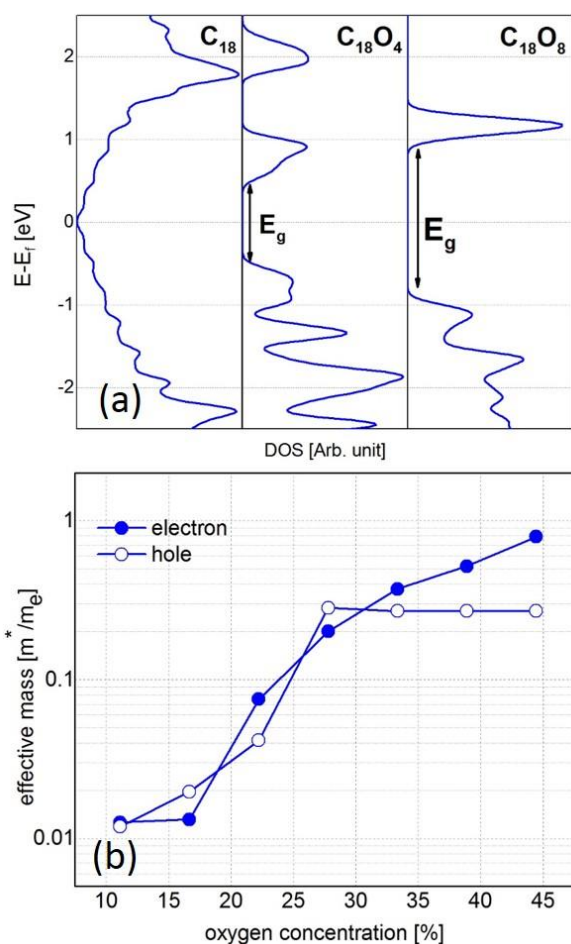 C18 C18O4 C18O8
2
1
0
-1
-2
E-Ef [eV]
Eg
Eg
(a)
DOS [Arb. unit]
1
0.1
0.01
effective mass [m*/me]
electron
hole
(b)
10 15 20 25 30 35 40 45
oxygen concentration [%]